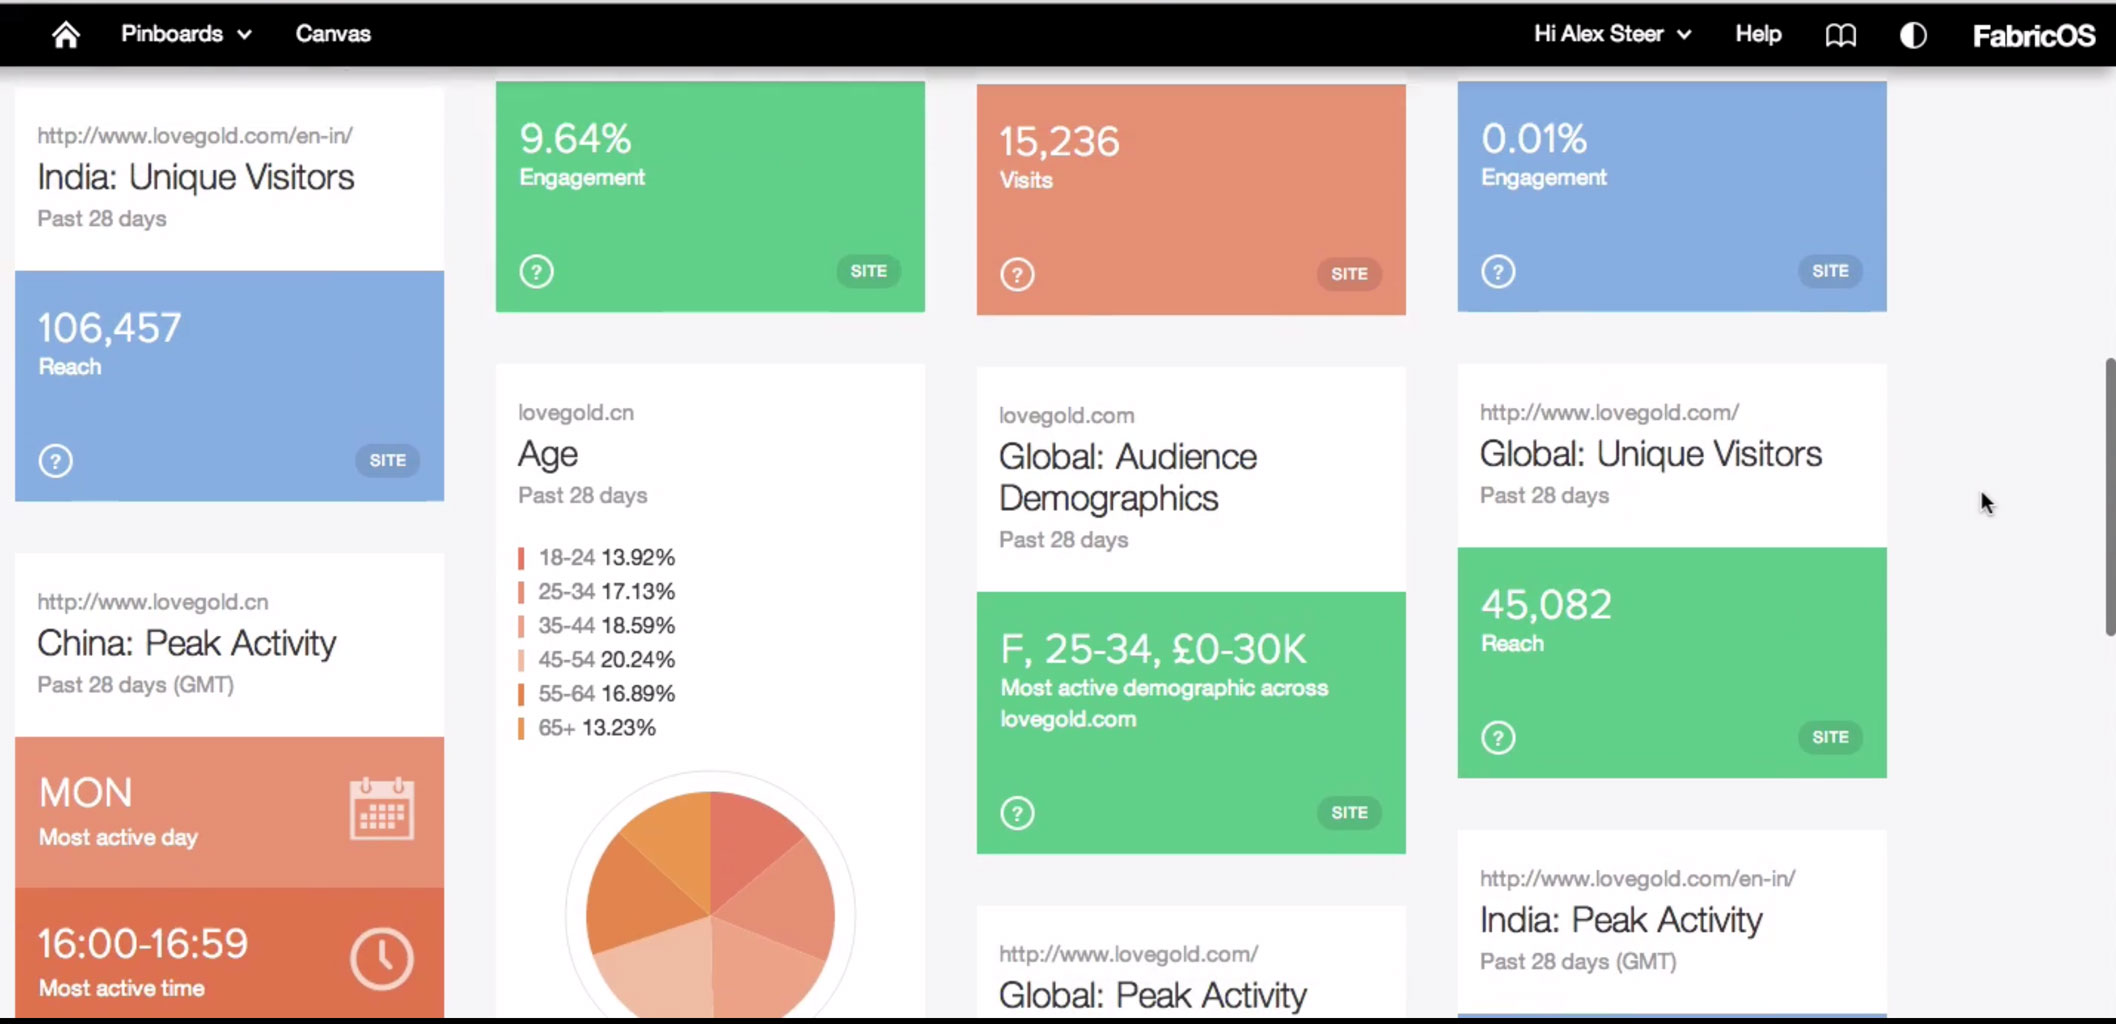 Pinboards
Canvas
Hi Alex Steer
Help
FabricOS
http://www.lovegold.com/en-in/
India: Unique Visitors
Past 28 days
106,457
Reach
?
SITE
http://www.lovegold.cn
China: Peak Activity
Past 28 days (GMT)
MON
Most active day
16:00-16:59
Most active time
9.64%
Engagement
?
SITE
lovegold.cn
Age
Past 28 days
18-24 13.92%
25-34 17.13%
35-44 18.59%
45-54 20.24%
55-64 16.89%
65+ 13.23%
15,236
Visits
?
SITE
lovegold.com
Global: Audience
Demographics
Past 28 days
F, 25-34, £0-30K
Most active demographic across
lovegold.com
?
SITE
http://www.lovegold.com/
Global: Peak Activity
0.01%
Engagement
?
SITE
http://www.lovegold.com/
Global: Unique Visitors
Past 28 days
45,082
Reach
?
SITE
http://www.lovegold.com/en-in/
India: Peak Activity
Past 28 days (GMT)